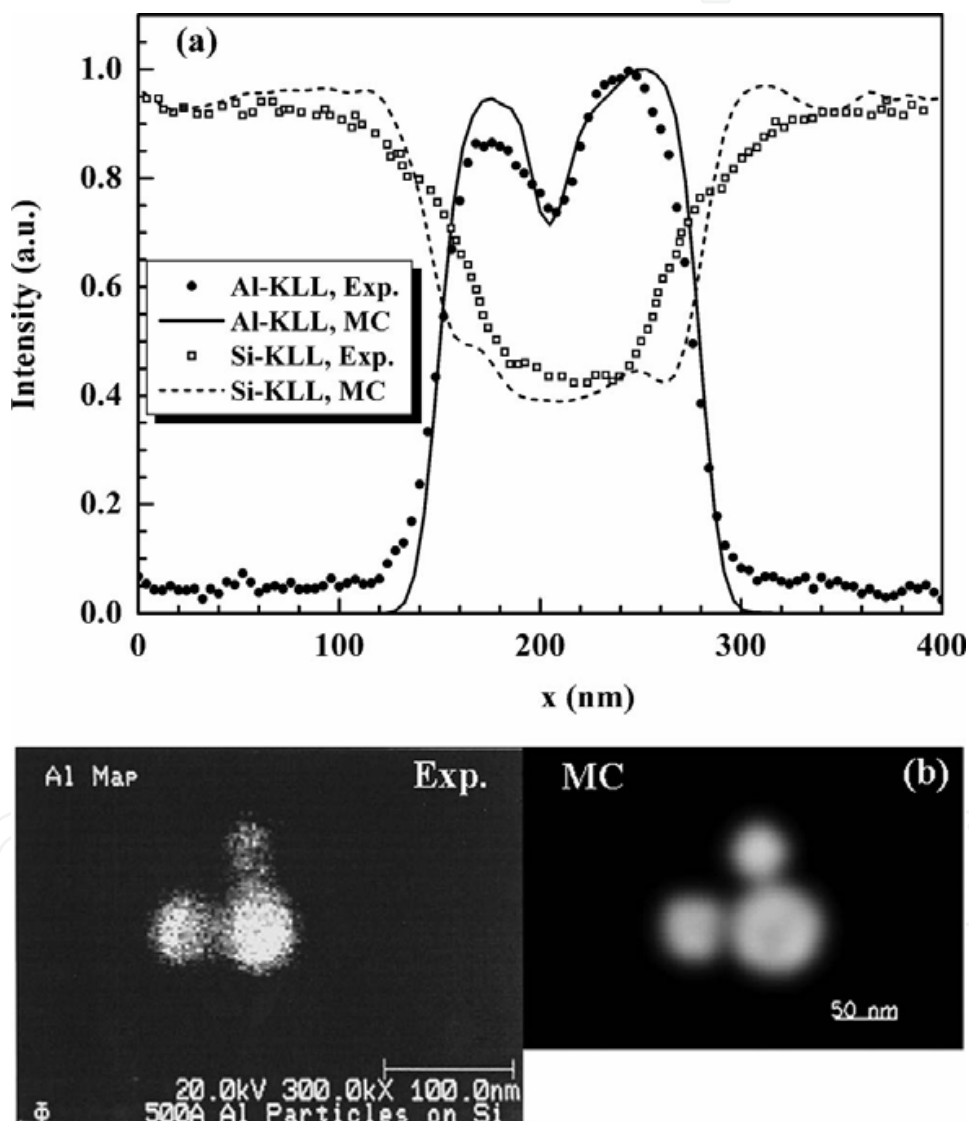 (a)
1.0
0.8
0.6
0.4
0.2
0.0
Intensity (a.u.)
Al-KLL, Exp.
Al-KLL, MC
Si-KLL, Exp.
Si-KLL, MC
0 100 200 300 400
x (nm)
Al Map Exp.
MC (b)
50 nm
20.0kV 300.0kX 100.0nm
Φ 500A Al Particles on Si